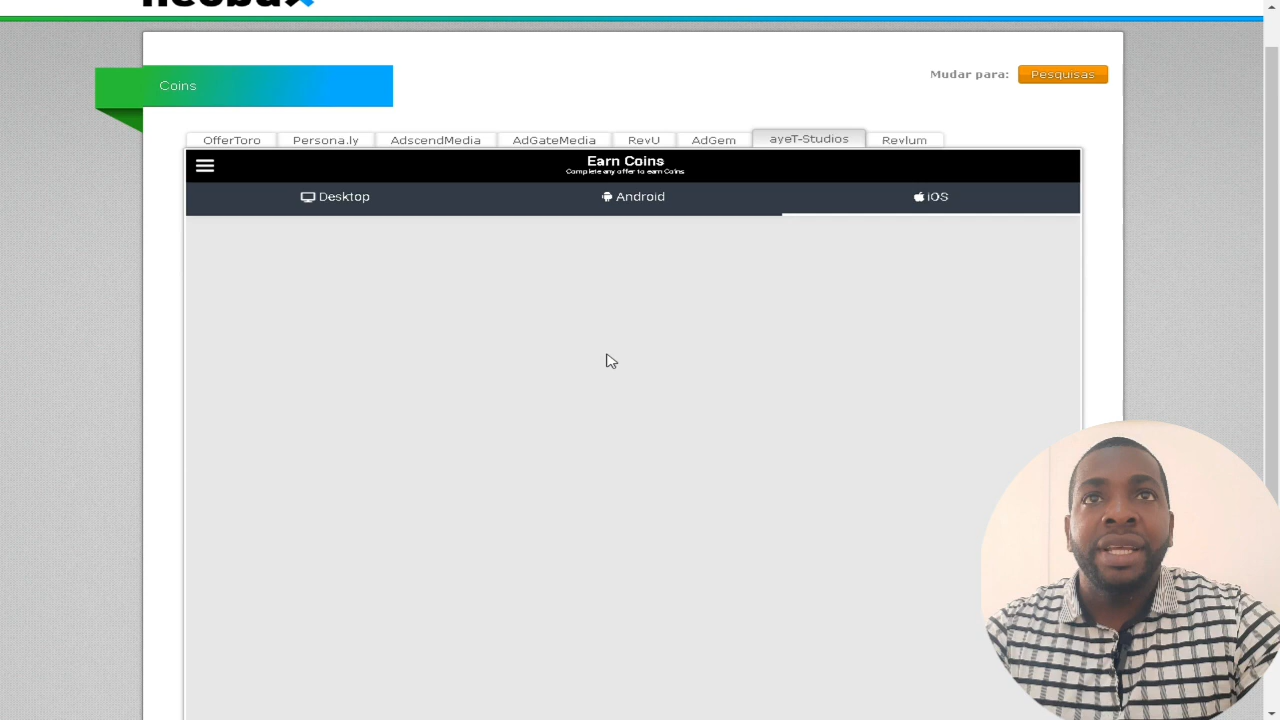 neobux
Coins
Mudar para: Pesquisas
OfferToro Persona.ly AdscendMedia AdGateMedia RevU AdGem ayeT-Studios Revlum
Earn Coins
Complete any offer to earn Coins
Desktop Android iOS